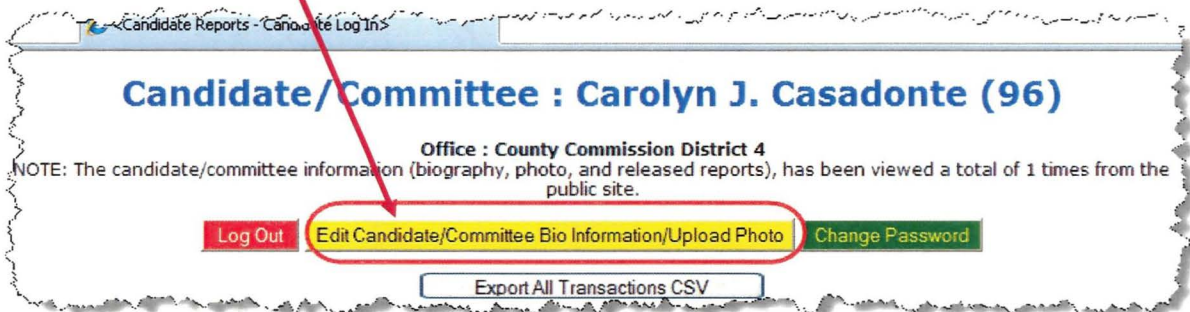 <Candidate Reports - Candidate Log In>
Candidate/Committee : Carolyn J. Casadonte (96)
Office : County Commission District 4
NOTE: The candidate/committee information (biography, photo, and released reports), has been viewed a total of 1 times from the
public site.
Log Out Edit Candidate/Committee Bio Information/Upload Photo Change Password
Export All Transactions CSV